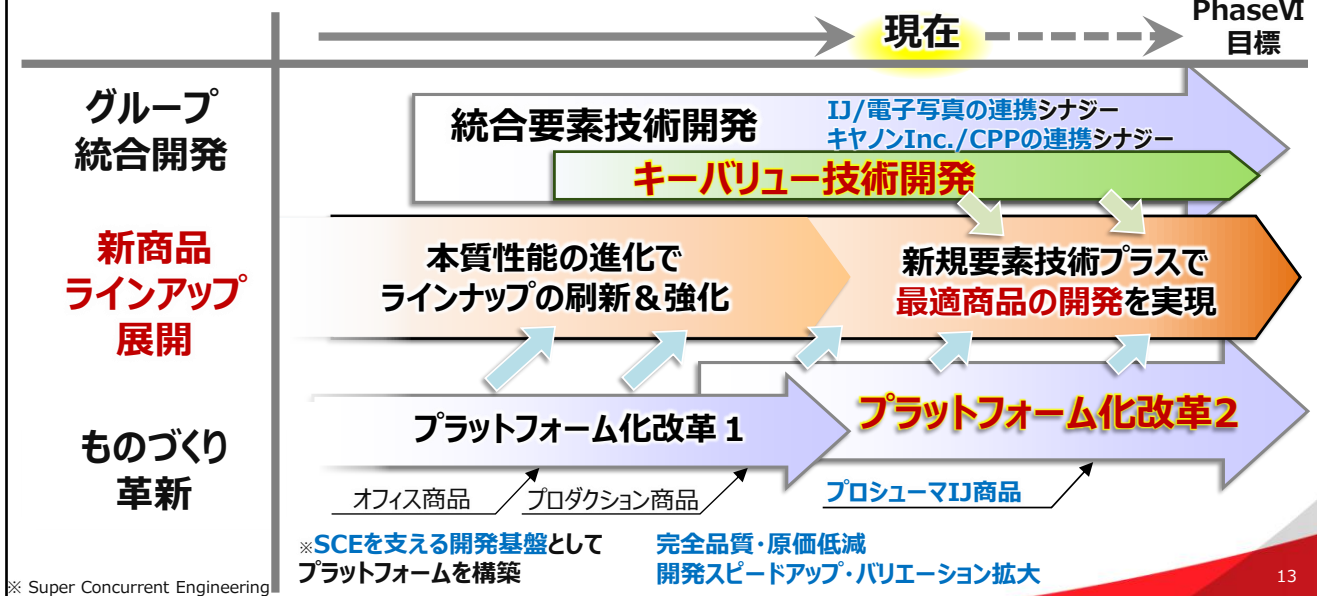 現在
PhaseⅥ
目標
グループ
統合開発
統合要素技術開発
IJ/電子写真の連携シナジー
キヤノンInc./CPPの連携シナジー
キーバリュー技術開発
新商品
ラインアップ
展開
本質性能の進化で
ラインナップの刷新＆強化
新規要素技術プラスで
最適商品の開発を実現
ものづくり
革新
プラットフォーム化改革１
プラットフォーム化改革2
オフィス商品
プロダクション商品
プロシューマIJ商品
※SCEを支える開発基盤として
プラットフォームを構築
完全品質・原価低減
開発スピードアップ・バリエーション拡大
※ Super Concurrent Engineering
13